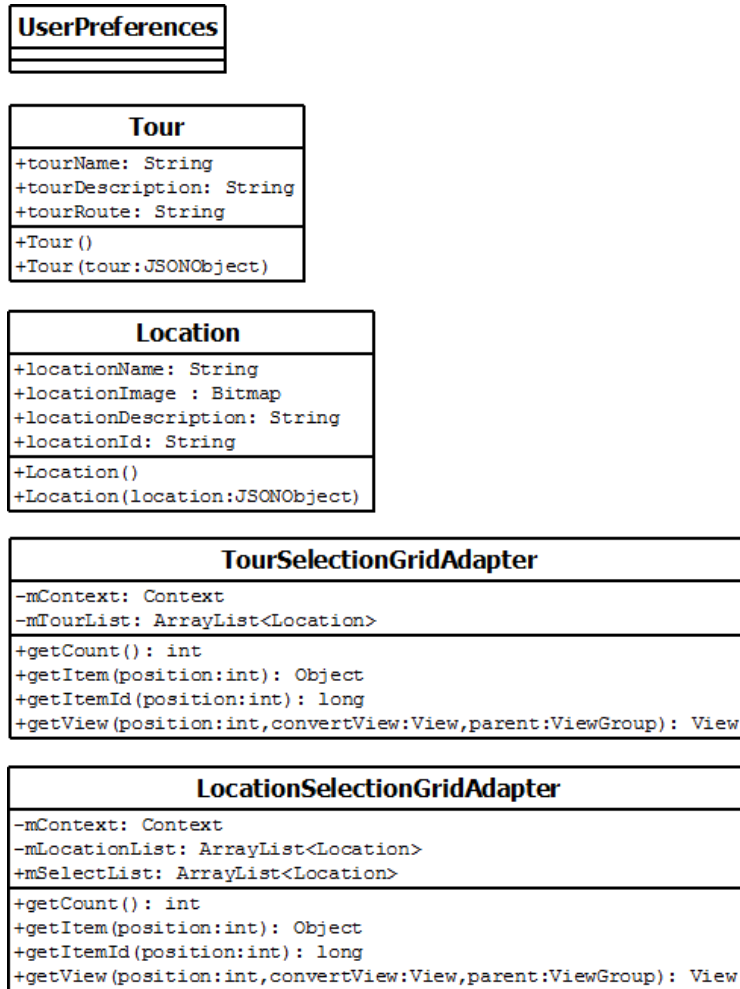 UserPreferences
Tour
+tourName: String
+tourDescription: String
+tourRoute: String
+Tour()
+Tour(tour:JSONObject)
Location
+locationName: String
+locationImage : Bitmap
+locationDescription: String
+locationId: String
+Location()
+Location(location:JSONObject)
TourSelectionGridAdapter
-mContext: Context
-mTourList: ArrayList<Location>
+getCount(): int
+getItem(position:int): Object
+getItemId(position:int): long
+getView(position:int,convertView:View,parent:ViewGroup): View
LocationSelectionGridAdapter
-mContext: Context
-mLocationList: ArrayList<Location>
+mSelectList: ArrayList<Location>
+getCount(): int
+getItem(position:int): Object
+getItemId(position:int): long
+getView(position:int,convertView:View,parent:ViewGroup): View